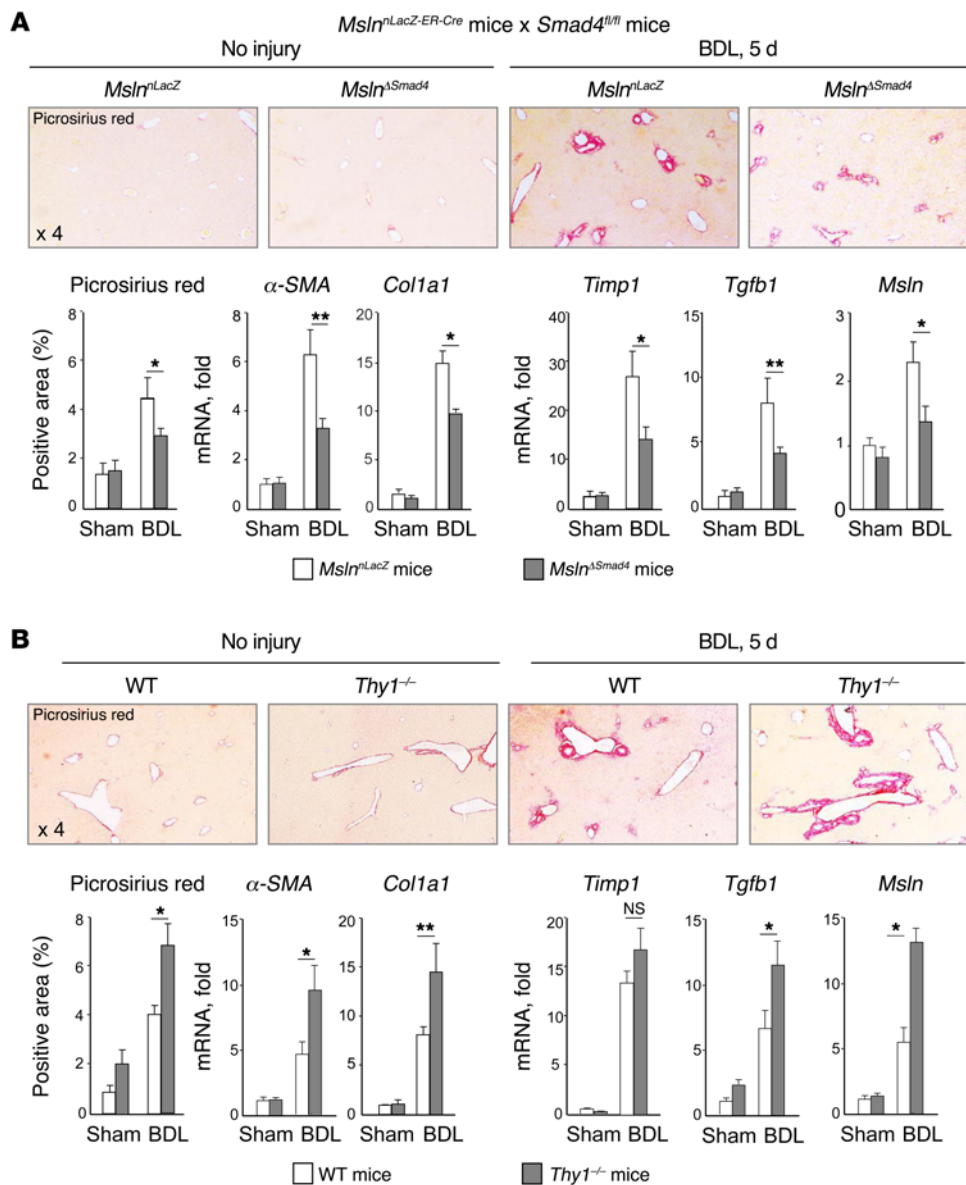 A
Msln^nLacZ-ER-Cre mice x Smad4^fl/fl mice
No injury BDL, 5 d
Msln^nLacZ Msln^ΔSmad4 Msln^nLacZ Msln^ΔSmad4
Picrosirius red
x 4
Picrosirius red α-SMA Col1a1 Timp1 Tgfb1 Msln
Positive area (%)
8
6
4
2
0
*
Sham BDL
mRNA, fold
8
6
4
2
0
**
Sham BDL
20
15
10
5
0
*
Sham BDL
mRNA, fold
40
30
20
10
0
*
Sham BDL
15
10
5
0
**
Sham BDL
3
2
1
0
*
Sham BDL
Msln^nLacZ mice Msln^ΔSmad4 mice
B
No injury BDL, 5 d
WT Thy1^–/– WT Thy1^–/–
Picrosirius red
x 4
Picrosirius red α-SMA Col1a1 Timp1 Tgfb1 Msln
Positive area (%)
8
6
4
2
0
*
Sham BDL
mRNA, fold
15
10
5
0
*
Sham BDL
20
15
10
5
0
**
Sham BDL
mRNA, fold
20
15
10
5
0
NS
Sham BDL
15
10
5
0
*
Sham BDL
15
10
5
0
*
Sham BDL
WT mice Thy1^–/– mice